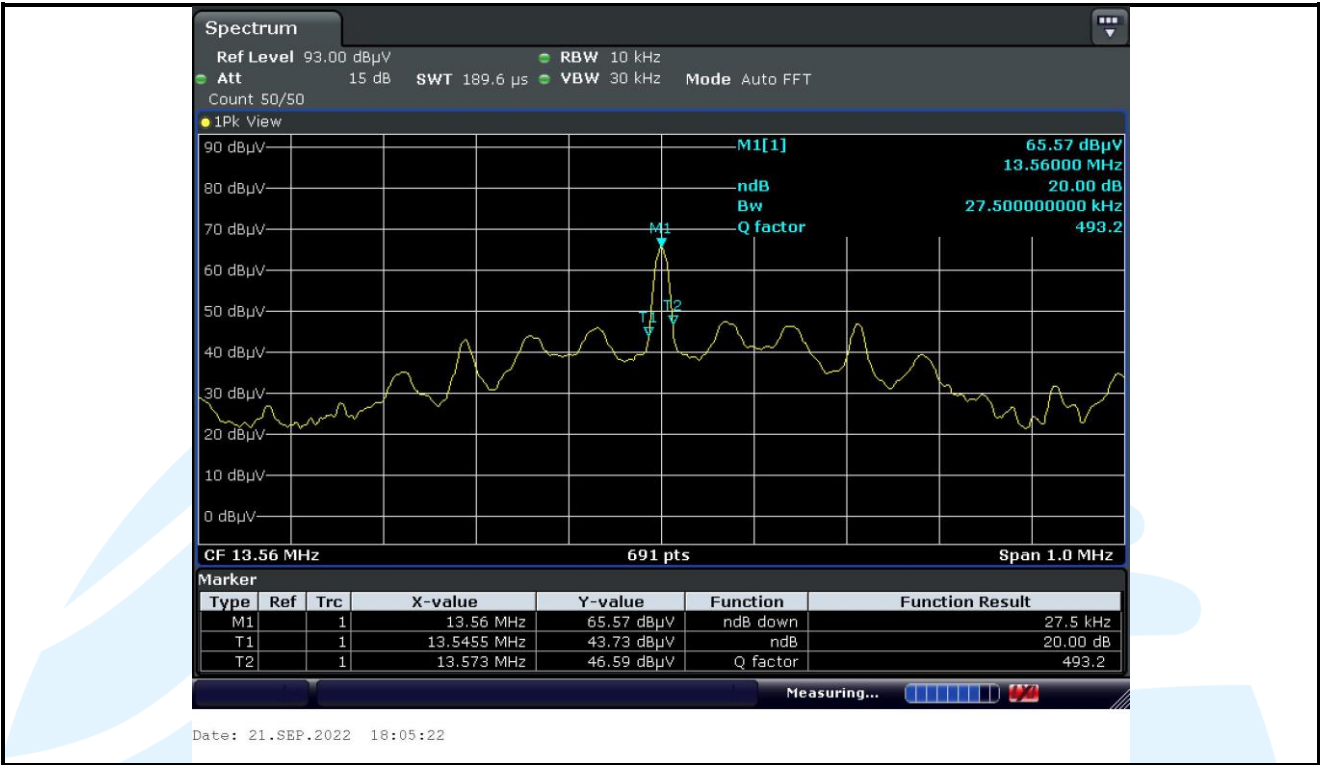 Spectrum
Ref Level 93.00 dBµV RBW 10 kHz
Att 15 dB SWT 189.6 µs VBW 30 kHz Mode Auto FFT
Count 50/50
1Pk View
90 dBµV M1[1] 65.57 dBµV
13.56000 MHz
80 dBµV ndB 20.00 dB
Bw 27.500000000 kHz
70 dBµV M1 Q factor 493.2
60 dBµV
50 dBµV T1 T2
40 dBµV
30 dBµV
20 dBµV
10 dBµV
0 dBµV
CF 13.56 MHz 691 pts Span 1.0 MHz
Marker
Type Ref Trc X-value Y-value Function Function Result
M1 1 13.56 MHz 65.57 dBµV ndB down 27.5 kHz
T1 1 13.5455 MHz 43.73 dBµV ndB 20.00 dB
T2 1 13.573 MHz 46.59 dBµV Q factor 493.2
Measuring...
Date: 21.SEP.2022 18:05:22